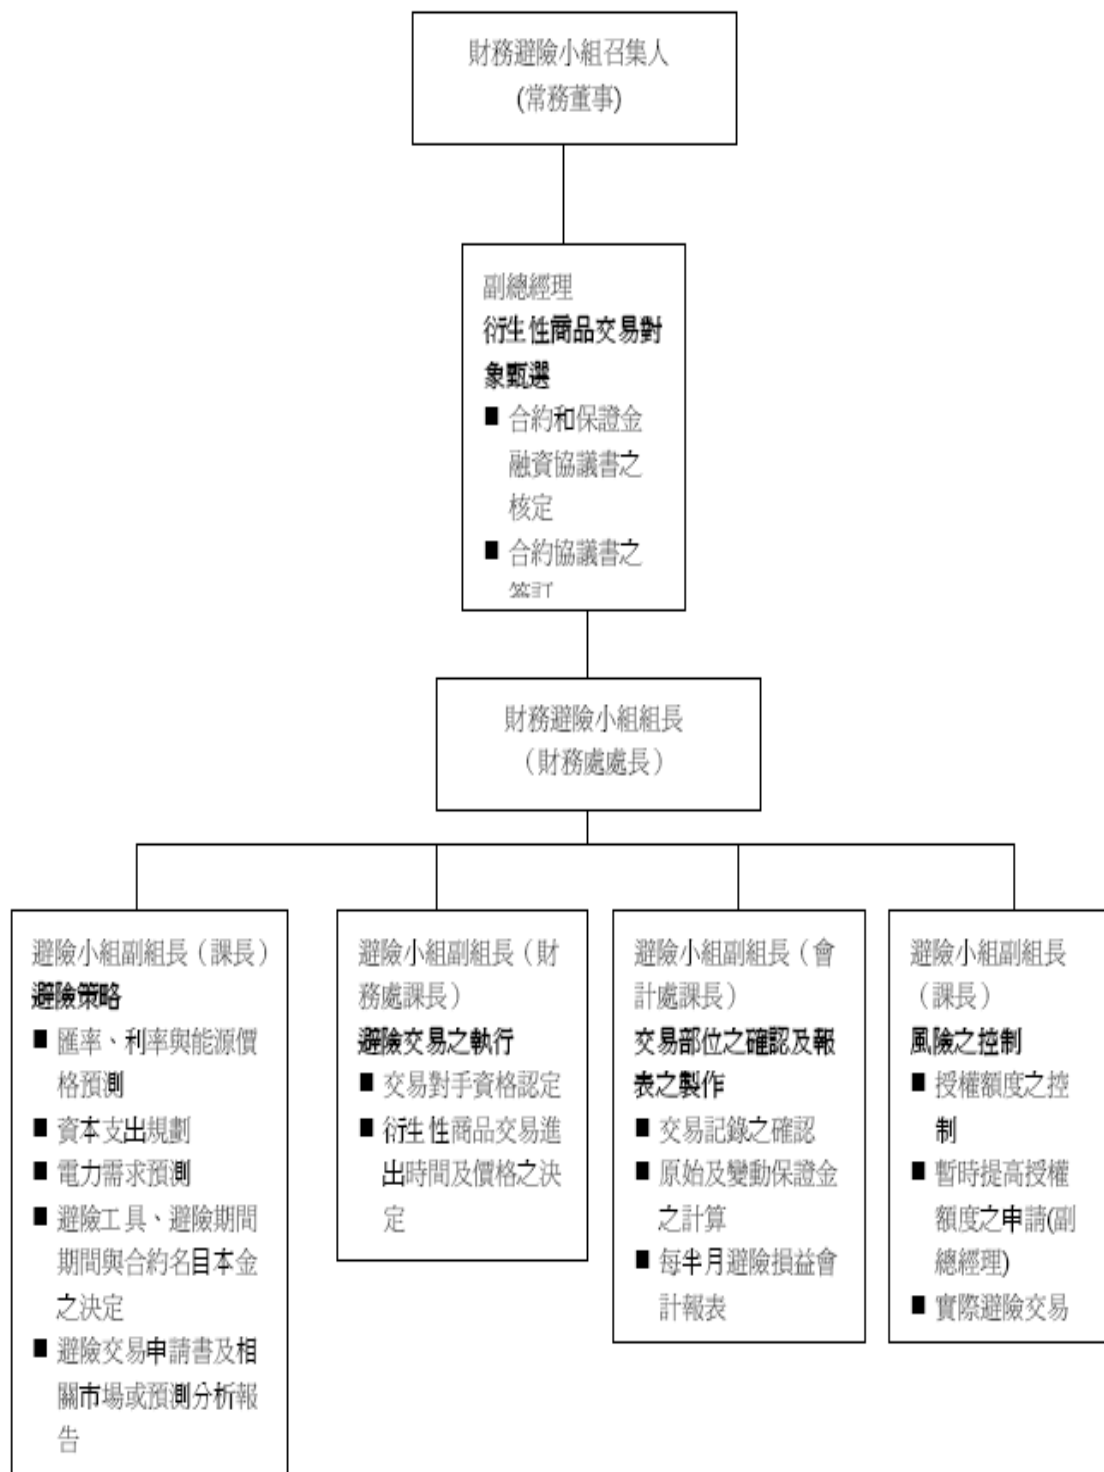 財務避險小組召集人
(常務董事)
副總經理
衍生性商品交易對
象甄選
■ 合約和保證金
融資協議書之
核定
■ 合約協議書之
簽訂
財務避險小組組長
（財務處處長）
避險小組副組長（課長）
避險策略
■ 匯率、利率與能源價
格預測
■ 資本支出規劃
■ 電力需求預測
■ 避險工具、避險期間
期間與合約名目本金
之決定
■ 避險交易申請書及相
關市場或預測分析報
告
避險小組副組長（財
務處課長）
避險交易之執行
■ 交易對手資格認定
■ 衍生性商品交易進
出時間及價格之決
定
避險小組副組長（會
計處課長）
交易部位之確認及報
表之製作
■ 交易記錄之確認
■ 原始及變動保證金
之計算
■ 每半月避險損益會
計報表
避險小組副組長
（課長）
風險之控制
■ 授權額度之控
制
■ 暫時提高授權
額度之申請(副
總經理)
■ 實際避險交易